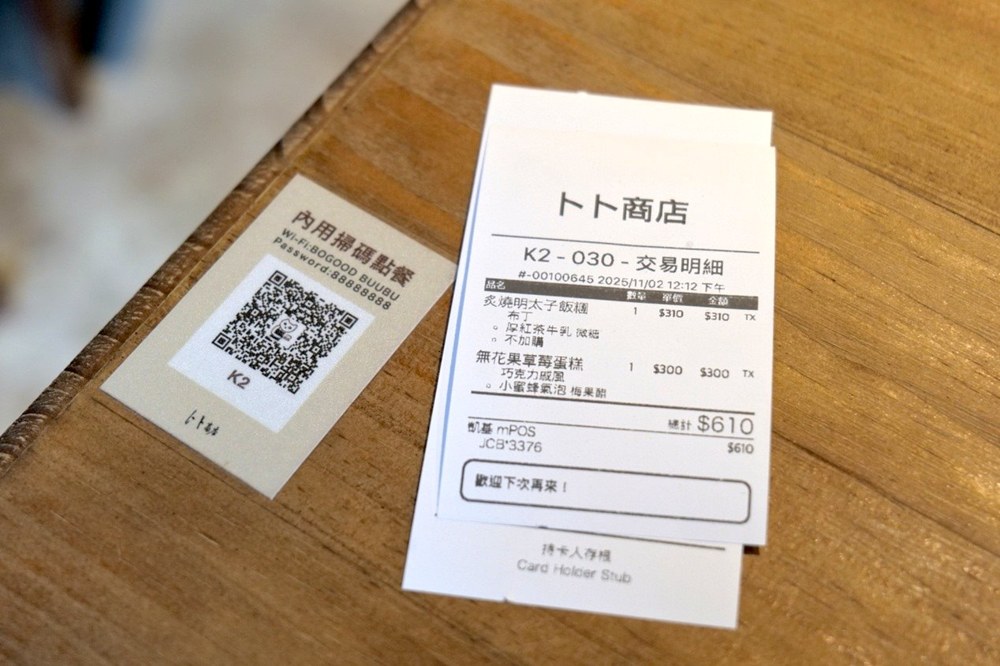 內用掃碼點餐
Wi-Fi:BOGOOD BUUBU
Password:88888888
K2
卜卜商店
K2 - 030 - 交易明細
#-00100645 2025/11/02 12:12 下午
品名 數量 單價 金額
炙燒明太子飯糰 1 $310 $310 TX
布丁
。厚紅茶牛乳 微甜
。不加購
無花果草莓蛋糕 1 $300 $300 TX
巧克力戚風
。小蜜蜂氣泡 梅果醋
總計 $610
凱基 mPOS $610
JCB*3376
歡迎下次再來！
持卡人存根
Card Holder Stub